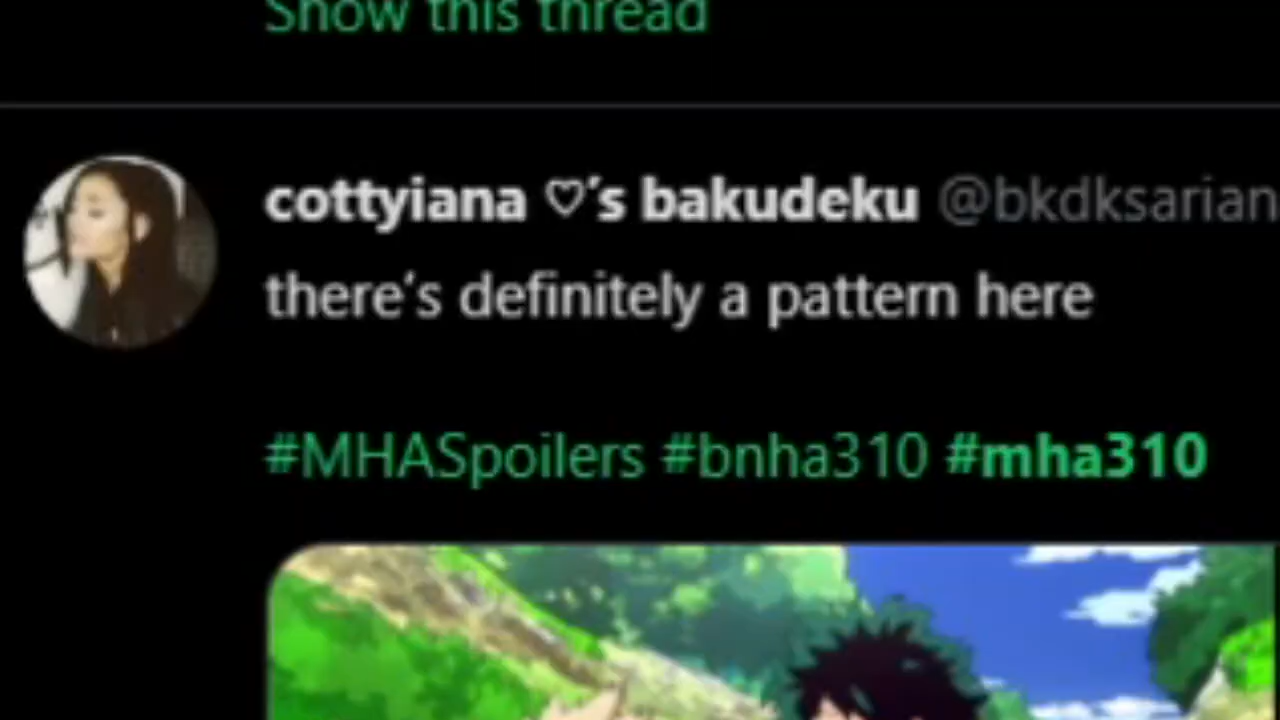 Show this thread
cottyiana ♡'s bakudeku @bkdksarian
there's definitely a pattern here
#MHASpoilers #bnha310 #mha310